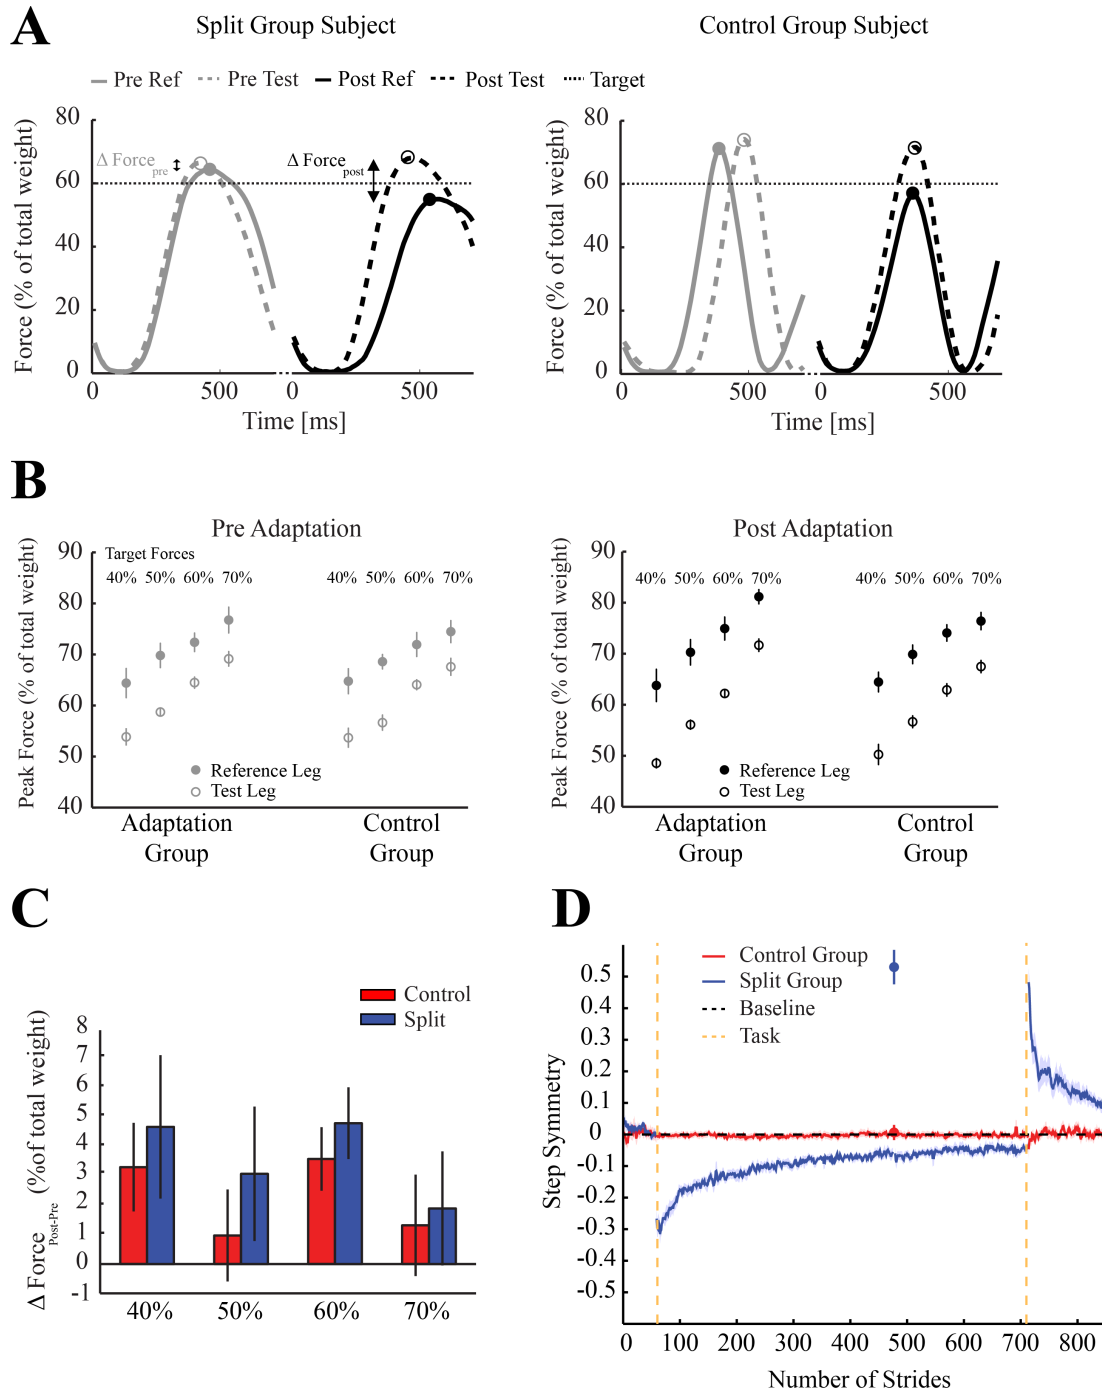 A
Split Group Subject
Control Group Subject
Pre Ref Pre Test Post Ref Post Test Target
Force (% of total weight)
80
60
40
20
0
Δ Force pre
Δ Force post
0 500 0 500
Time [ms]
Force (% of total weight)
80
60
40
20
0
0 500 0 500
Time [ms]
B
Pre Adaptation
Peak Force (% of total weight)
90
80
70
60
50
40
Target Forces
40% 50% 60% 70% 40% 50% 60% 70%
Reference Leg
Test Leg
Adaptation Group
Control Group
Post Adaptation
Peak Force (% of total weight)
90
80
70
60
50
40
40% 50% 60% 70% 40% 50% 60% 70%
Reference Leg
Test Leg
Adaptation Group
Control Group
C
Control
Split
Δ Force Post-Pre (%of total weight)
8
7
6
5
4
3
2
1
0
-1
40% 50% 60% 70%
D
Control Group
Split Group
Baseline
Task
Step Symmetry
0.5
0.4
0.3
0.2
0.1
0
-0.1
-0.2
-0.3
-0.4
-0.5
0 100 200 300 400 500 600 700 800
Number of Strides